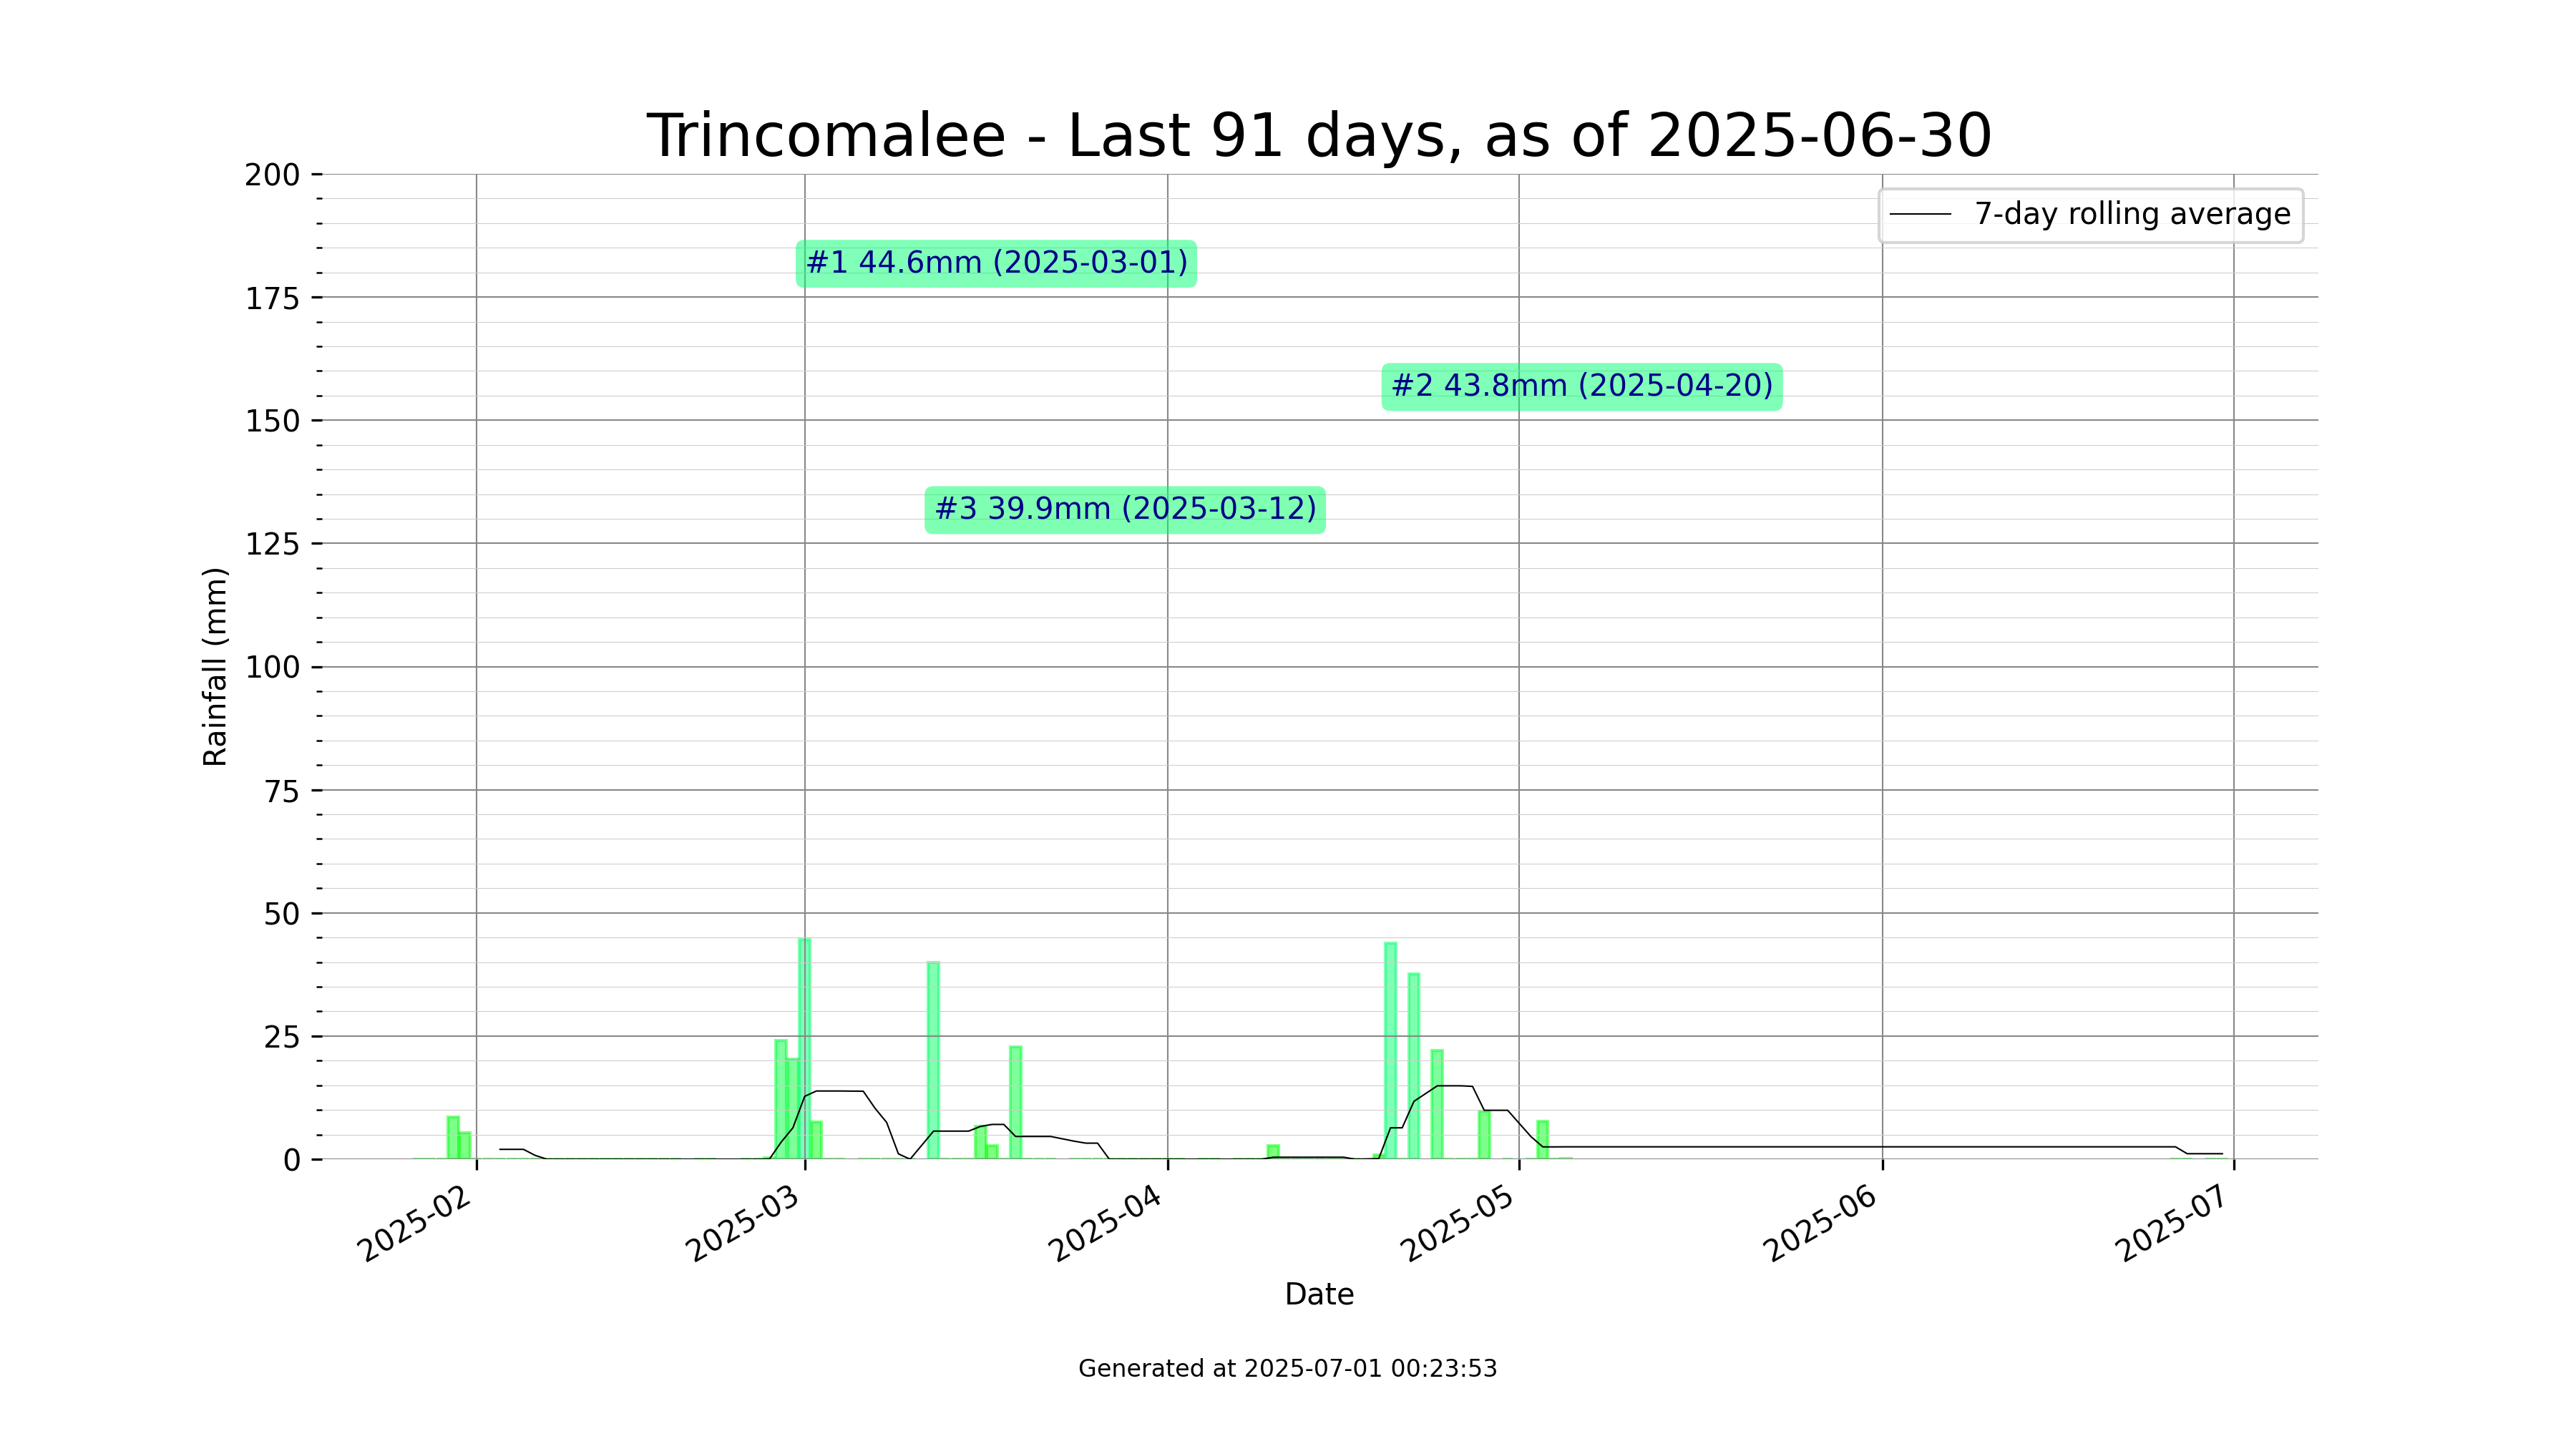 Trincomalee - Last 91 days, as of 2025-06-30
200
175
150
125
100
75
50
25
0
Rainfall (mm)
7-day rolling average
#1 44.6mm (2025-03-01)
#2 43.8mm (2025-04-20)
#3 39.9mm (2025-03-12)
2025-02
2025-03
2025-04
2025-05
2025-06
2025-07
Date
Generated at 2025-07-01 00:23:53